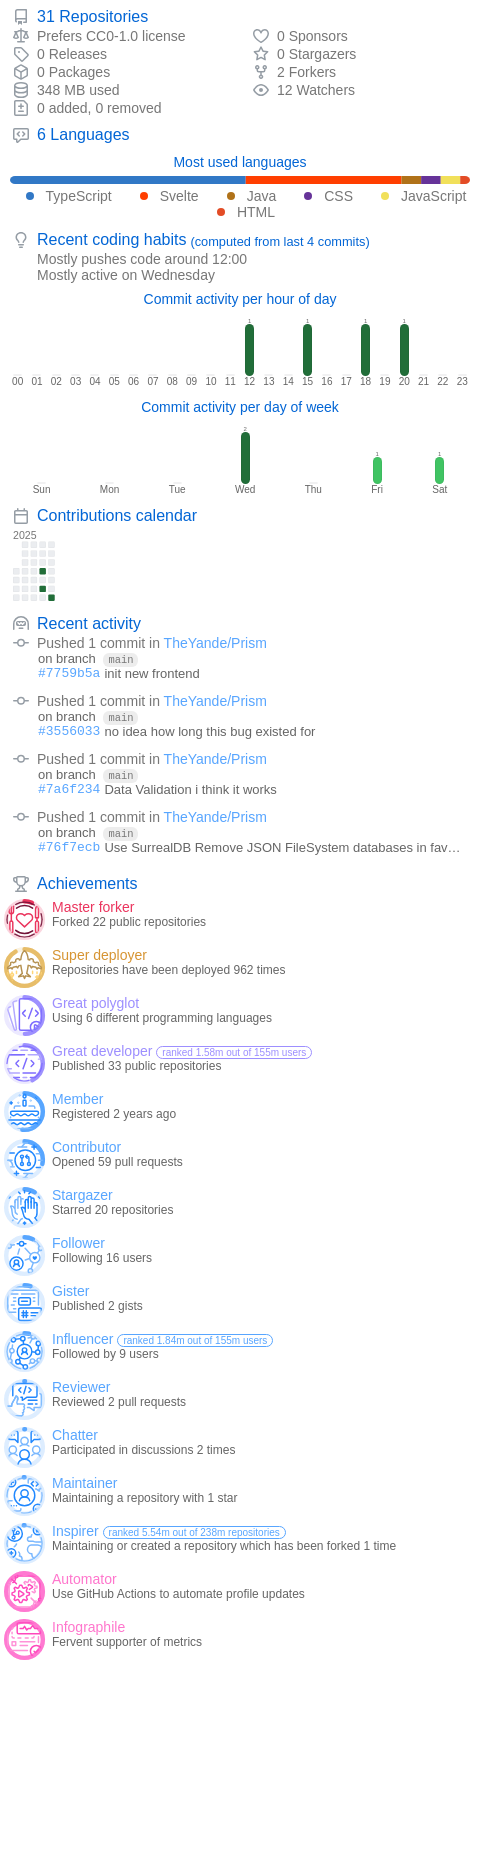 31 Repositories
Prefers CC0-1.0 license
0 Sponsors
0 Releases
0 Stargazers
0 Packages
2 Forkers
348 MB used
12 Watchers
0 added, 0 removed
6 Languages
Most used languages
TypeScript Svelte Java CSS JavaScript
HTML
Recent coding habits (computed from last 4 commits)
Mostly pushes code around 12:00
Mostly active on Wednesday
Commit activity per hour of day
1 1 1 1
00 01 02 03 04 05 06 07 08 09 10 11 12 13 14 15 16 17 18 19 20 21 22 23
Commit activity per day of week
2 1 1
Sun Mon Tue Wed Thu Fri Sat
Contributions calendar
2025
Recent activity
Pushed 1 commit in TheYande/Prism
on branch main
#7759b5a init new frontend
Pushed 1 commit in TheYande/Prism
on branch main
#3556033 no idea how long this bug existed for
Pushed 1 commit in TheYande/Prism
on branch main
#7a6f234 Data Validation i think it works
Pushed 1 commit in TheYande/Prism
on branch main
#76f7ecb Use SurrealDB Remove JSON FileSystem databases in fav…
Achievements
Master forker
Forked 22 public repositories
Super deployer
Repositories have been deployed 962 times
Great polyglot
Using 6 different programming languages
Great developer ranked 1.58m out of 155m users
Published 33 public repositories
Member
Registered 2 years ago
Contributor
Opened 59 pull requests
Stargazer
Starred 20 repositories
Follower
Following 16 users
Gister
Published 2 gists
Influencer ranked 1.84m out of 155m users
Followed by 9 users
Reviewer
Reviewed 2 pull requests
Chatter
Participated in discussions 2 times
Maintainer
Maintaining a repository with 1 star
Inspirer ranked 5.54m out of 238m repositories
Maintaining or created a repository which has been forked 1 time
Automator
Use GitHub Actions to automate profile updates
Infographile
Fervent supporter of metrics